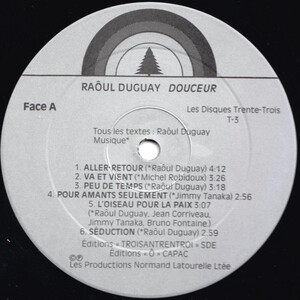 RAÔUL DUGUAY DOUCEUR
Face A
Les Disques Trente-Trois
T-3
Tous les textes : Raôul Duguay
Musique*
1. ALLER-RETOUR (*Raôul Duguay) 4:12
2. VA ET VIENT (*Michel Robidoux) 3:26
3. PEU DE TEMPS (*Raôul Duguay) 3:18
4. POUR AMANTS SEULEMENT (*Jimmy Tanaka) 2:56
5. L'OISEAU POUR LA PAIX 3:07
(*Raôul Duguay, Jean Corriveau,
Jimmy Tanaka, Bruno Fontaine)
6. SÉDUCTION (*Raôul Duguay) 2:59
Éditions «TROISANTRENTROI» SDE
Éditions «Ô» CAPAC
©℗
Les Productions Normand Latourelle Ltée